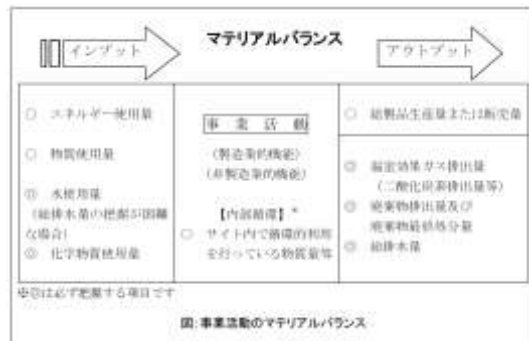 マテリアルバランス
インプット
アウトプット
○ エネルギー使用量
○ 物質使用量
◎ 水使用量
(総排水量の把握が困難
な場合)
◎ 化学物質使用量
事 業 活 動
(製造業的機能)
(非製造業的機能)
【内部循環】*
○ サイト内で循環的利用
を行っている物質量等
○ 総製品生産量または販売量
◎ 温室効果ガス排出量
(二酸化炭素排出量等)
◎ 廃棄物排出量及び
廃棄物最終処分量
◎ 総排水量
※◎は必ず把握する項目です
図:事業活動のマテリアルバランス